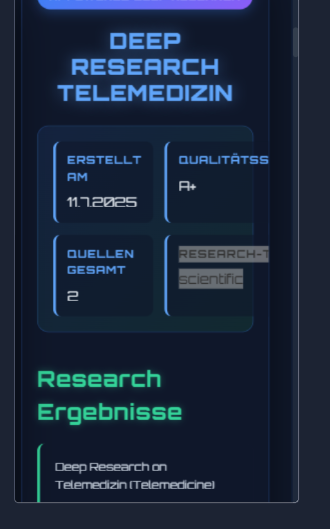 DEEP
RESEARCH
TELEMEDIZIN
ERSTELLT
AM
11.7.2025
QUALITÄTSS
A+
QUELLEN
GESAMT
2
RESEARCH-T
scientific
Research
Ergebnisse
Deep Research on
Telemedizin (Telemedicine)